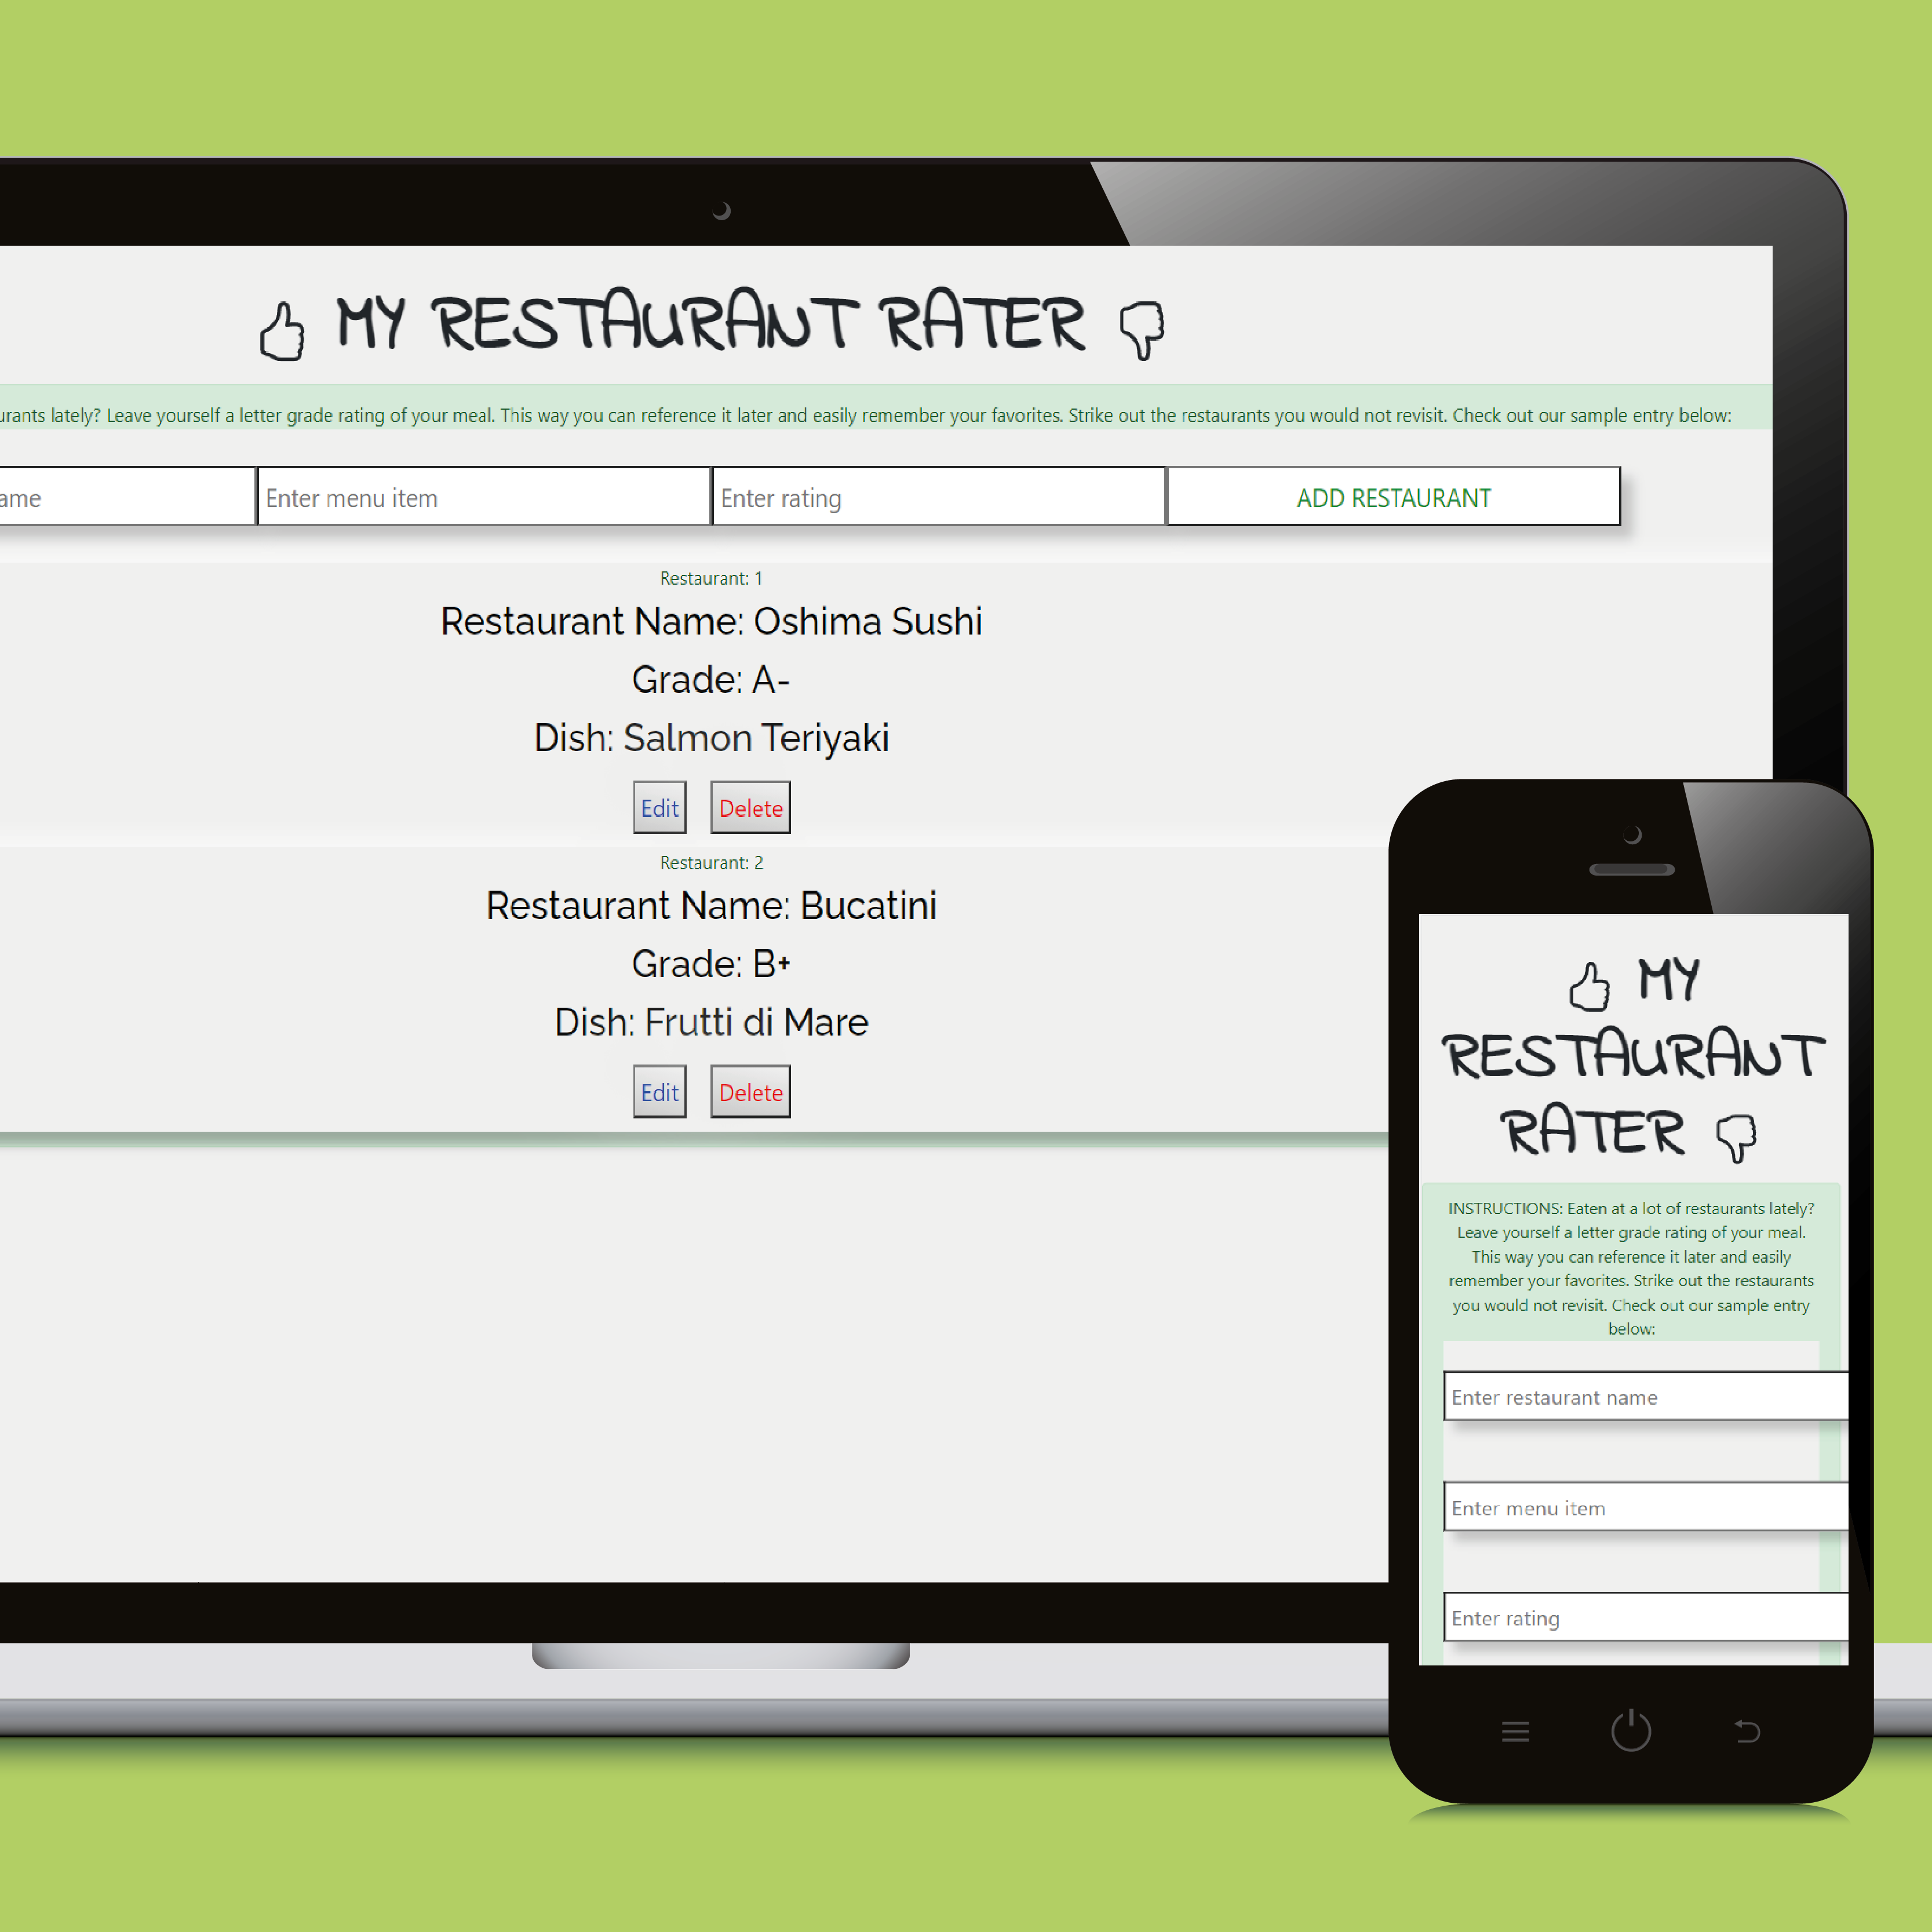 MY RESTAURANT RATER
lately? Leave yourself a letter grade rating of your meal. This way you can reference it later and easily remember your favorites. Strike out the restaurants you would not revisit. Check out our sample entry below:
Enter menu item
Enter rating
ADD RESTAURANT
Restaurant: 1
Restaurant Name: Oshima Sushi
Grade: A-
Dish: Salmon Teriyaki
Edit
Delete
Restaurant: 2
Restaurant Name: Bucatini
Grade: B+
Dish: Frutti di Mare
Edit
Delete
MY
RESTAURANT
RATER
INSTRUCTIONS: Eaten at a lot of restaurants lately?
Leave yourself a letter grade rating of your meal.
This way you can reference it later and easily
remember your favorites. Strike out the restaurants
you would not revisit. Check out our sample entry
below:
Enter restaurant name
Enter menu item
Enter rating